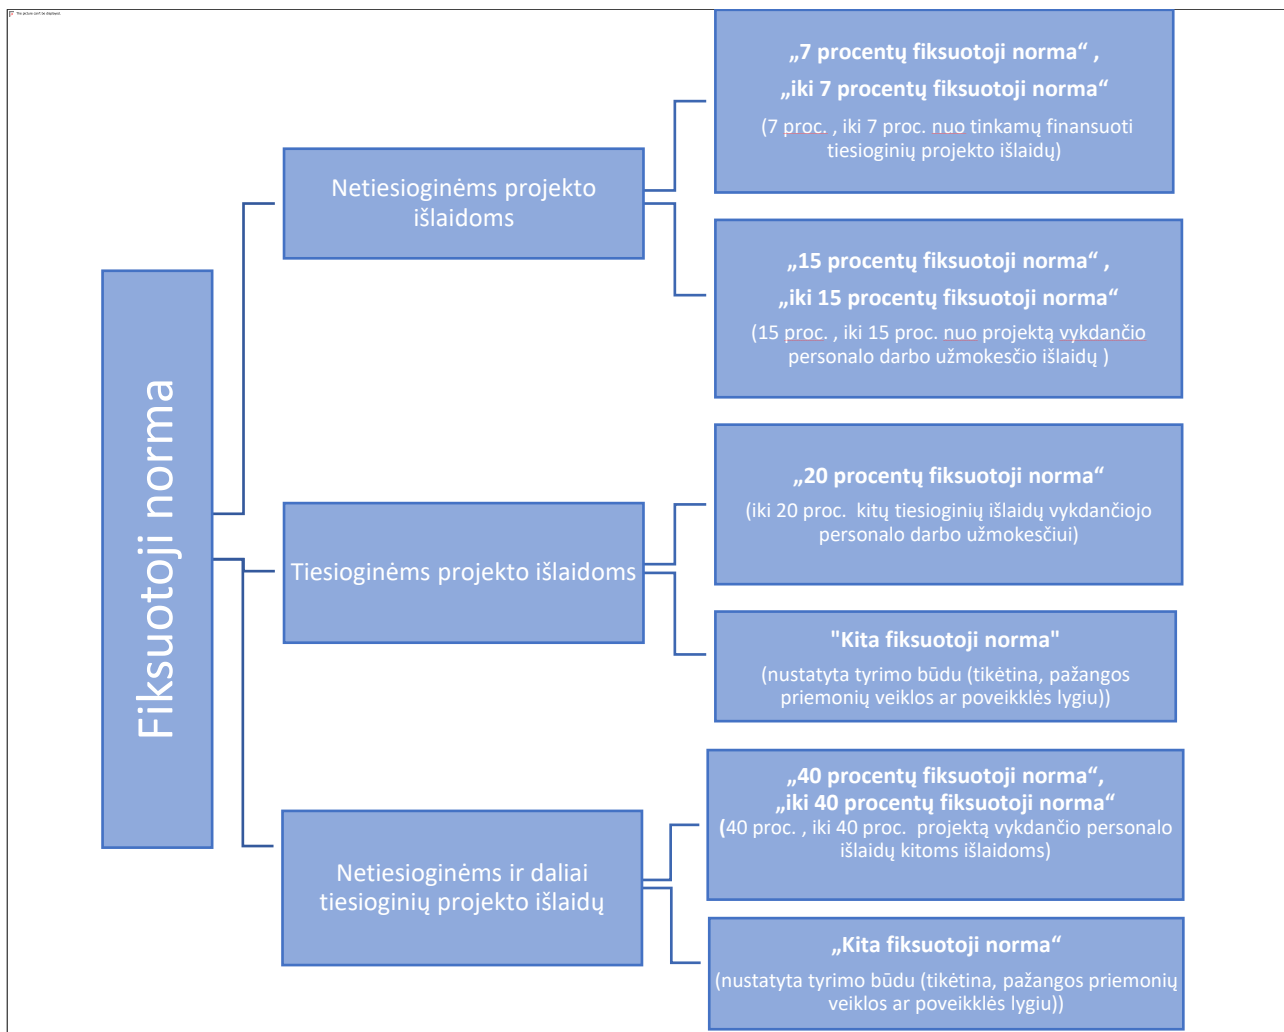 The picture can't be displayed.
Fiksuotoji norma
Netiesioginėms projekto
išlaidoms
„7 procentų fiksuotoji norma“ ,
„iki 7 procentų fiksuotoji norma“
(7 proc. , iki 7 proc. nuo tinkamų finansuoti
tiesioginių projekto išlaidų)
„15 procentų fiksuotoji norma“ ,
„iki 15 procentų fiksuotoji norma“
(15 proc. , iki 15 proc. nuo projektą vykdančio
personalo darbo užmokesčio išlaidų )
Tiesioginėms projekto išlaidoms
„20 procentų fiksuotoji norma“
(iki 20 proc. kitų tiesioginių išlaidų vykdančiojo
personalo darbo užmokesčiui)
"Kita fiksuotoji norma"
(nustatyta tyrimo būdu (tikėtina, pažangos
priemonių veiklos ar poveikklės lygiu))
Netiesioginėms ir daliai
tiesioginių projekto išlaidų
„40 procentų fiksuotoji norma“,
„iki 40 procentų fiksuotoji norma“
(40 proc. , iki 40 proc. projektą vykdančio personalo
išlaidų kitoms išlaidoms)
„Kita fiksuotoji norma“
(nustatyta tyrimo būdu (tikėtina, pažangos priemonių
veiklos ar poveikklės lygiu))